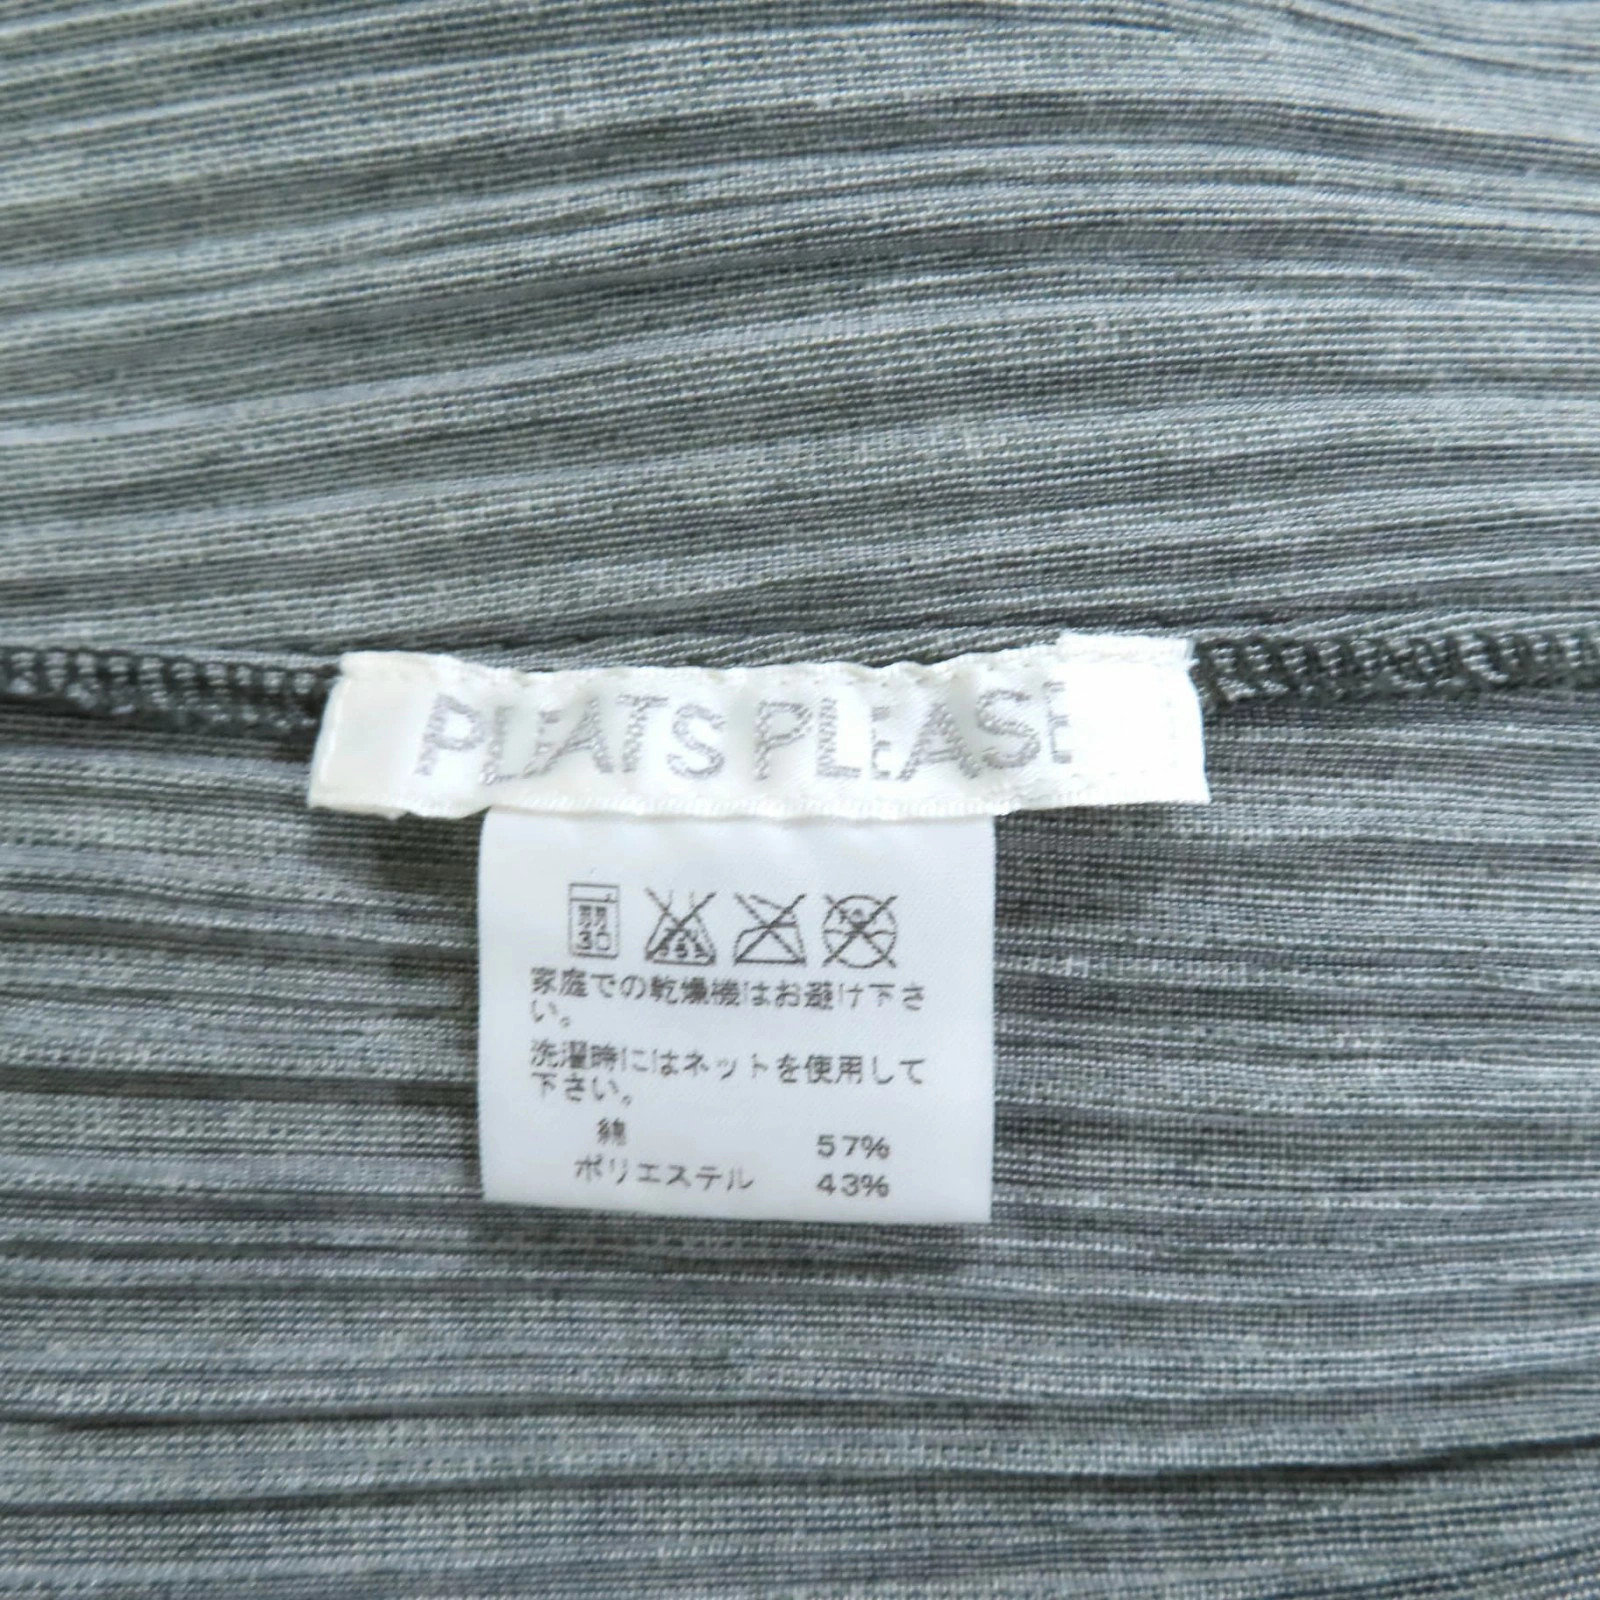 PLEATS PLEASE
弱
30
家庭での乾燥機はお避け下さ
い。
洗濯時にはネットを使用して
下さい。
綿 57%
ポリエステル 43%